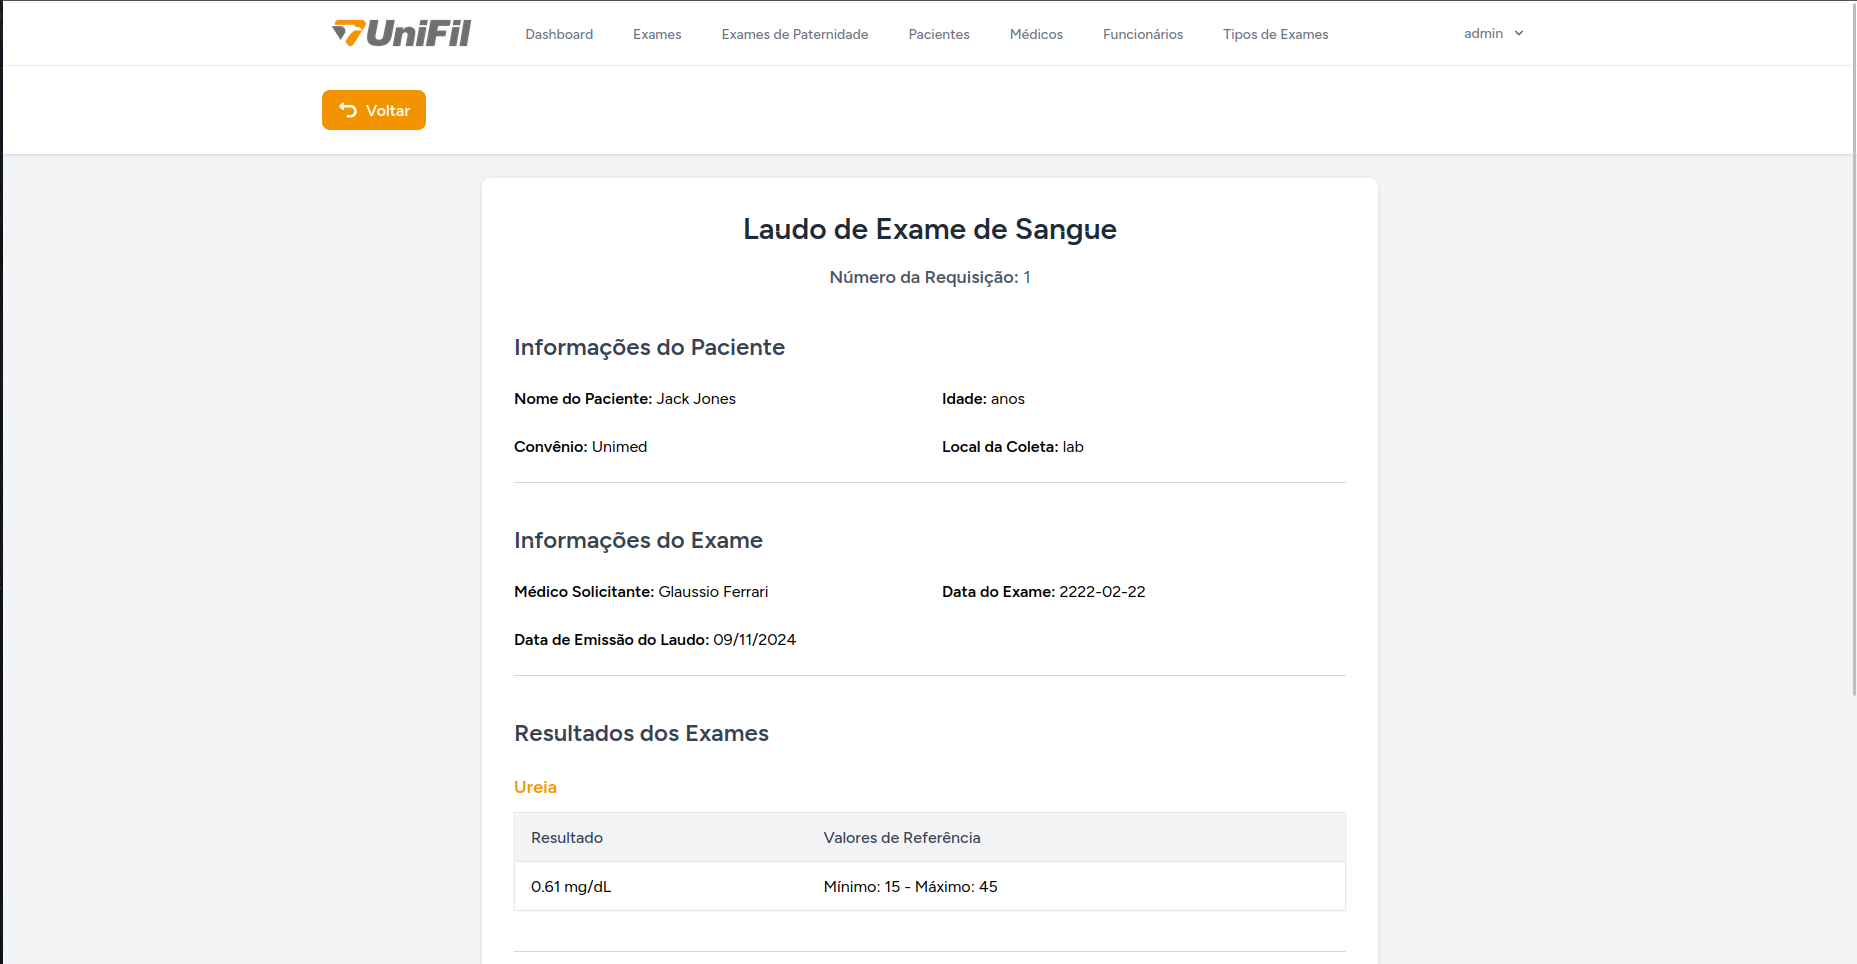 UniFil
Dashboard Exames Exames de Paternidade Pacientes Médicos Funcionários Tipos de Exames admin
Voltar
Laudo de Exame de Sangue
Número da Requisição: 1
Informações do Paciente
Nome do Paciente: Jack Jones Idade: anos
Convênio: Unimed Local da Coleta: lab
Informações do Exame
Médico Solicitante: Glaussio Ferrari Data do Exame: 2222-02-22
Data de Emissão do Laudo: 09/11/2024
Resultados dos Exames
Ureia
Resultado Valores de Referência
0.61 mg/dL Mínimo: 15 - Máximo: 45